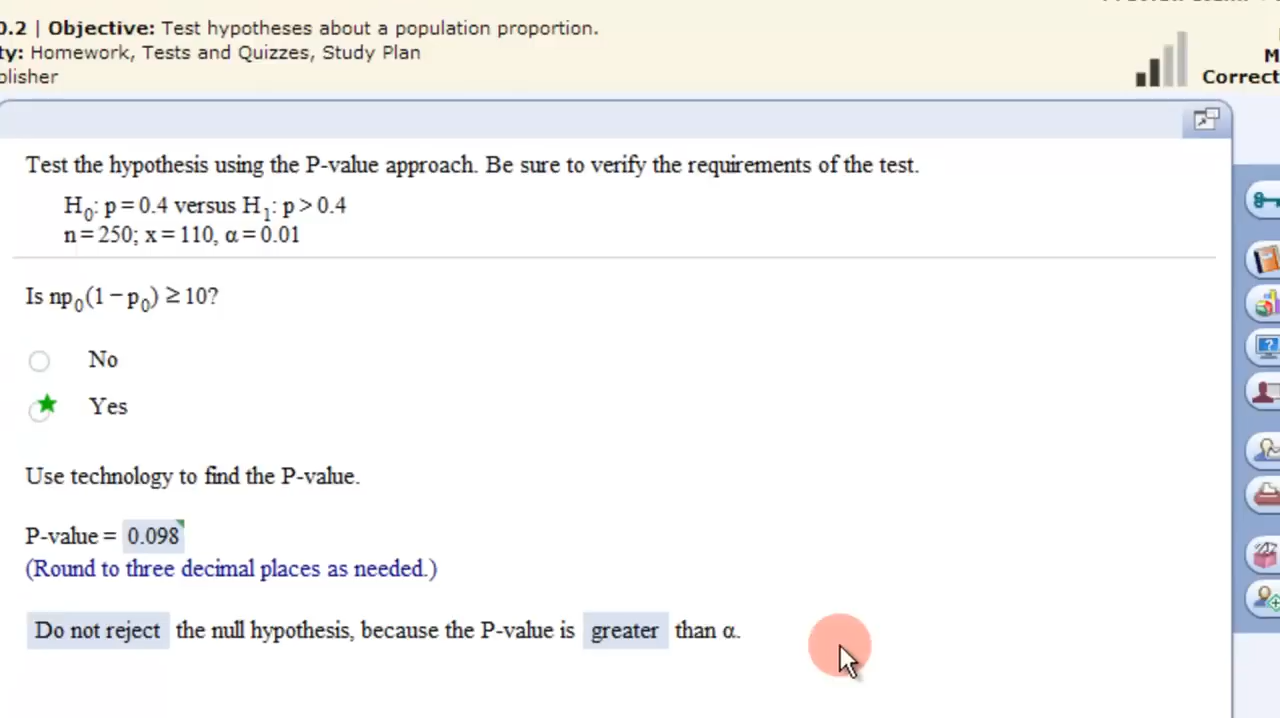 0.2 | Objective: Test hypotheses about a population proportion.
ty: Homework, Tests and Quizzes, Study Plan
blisher
M
Correct
Test the hypothesis using the P-value approach. Be sure to verify the requirements of the test.
H₀: p = 0.4 versus H₁: p > 0.4
n = 250; x = 110, α = 0.01
Is np₀(1 − p₀) ≥ 10?
No
Yes
Use technology to find the P-value.
P-value = 0.098
(Round to three decimal places as needed.)
Do not reject the null hypothesis, because the P-value is greater than α.